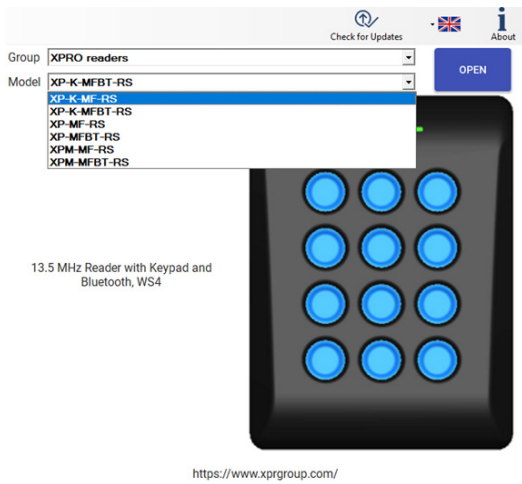 Check for Updates
About
Group XPRO readers
OPEN
Model XP-K-MFBT-RS
XP-K-MF-RS
XP-K-MFBT-RS
XP-MF-RS
XP-MFBT-RS
XPM-MF-RS
XPM-MFBT-RS
13.5 MHz Reader with Keypad and
Bluetooth, WS4
https://www.xprgroup.com/